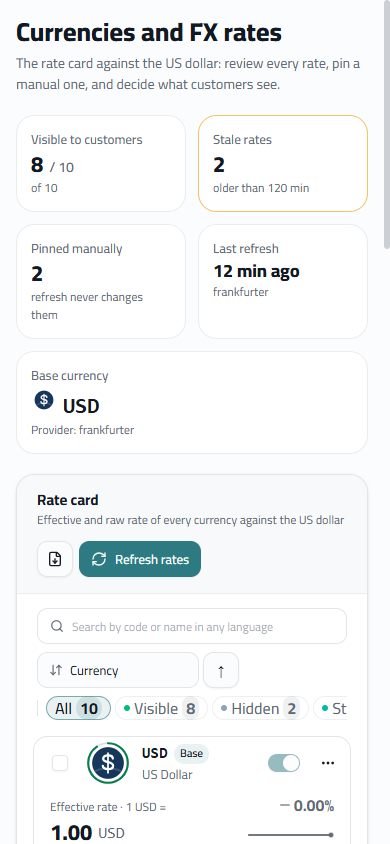 Currencies and FX rates
The rate card against the US dollar: review every rate, pin a
manual one, and decide what customers see.
Visible to customers
8 / 10
of 10
Stale rates
2
older than 120 min
Pinned manually
2
refresh never changes
them
Last refresh
12 min ago
frankfurter
Base currency
$ USD
Provider: frankfurter
Rate card
Effective and raw rate of every currency against the US dollar
Refresh rates
Search by code or name in any language
Currency
↑
All 10 Visible 8 Hidden 2 St
$ USD Base
US Dollar
Effective rate · 1 USD =
— 0.00%
1.00 USD